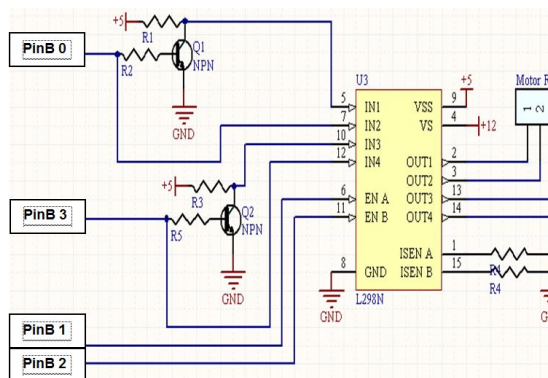 +5
R1
Q1
NPN
PinB 0
R2
GND
U3
5 IN1
7 IN2
10 IN3
12 IN4
6 EN A
11 EN B
8 GND
VSS 9
VS 4
OUT1 2
OUT2 3
OUT3 13
OUT4 14
ISEN A 1
ISEN B 15
L298N
+5
+12
Motor R
1
2
R4
R4
GND
+5
R3
Q2
NPN
PinB 3
R5
GND
PinB 1
PinB 2